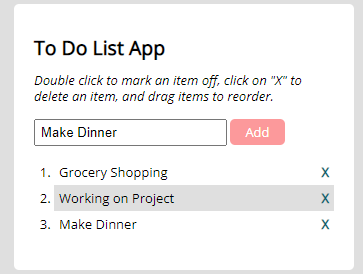 To Do List App
Double click to mark an item off, click on "X" to
delete an item, and drag items to reorder.
Make Dinner Add
1. Grocery Shopping X
2. Working on Project X
3. Make Dinner X